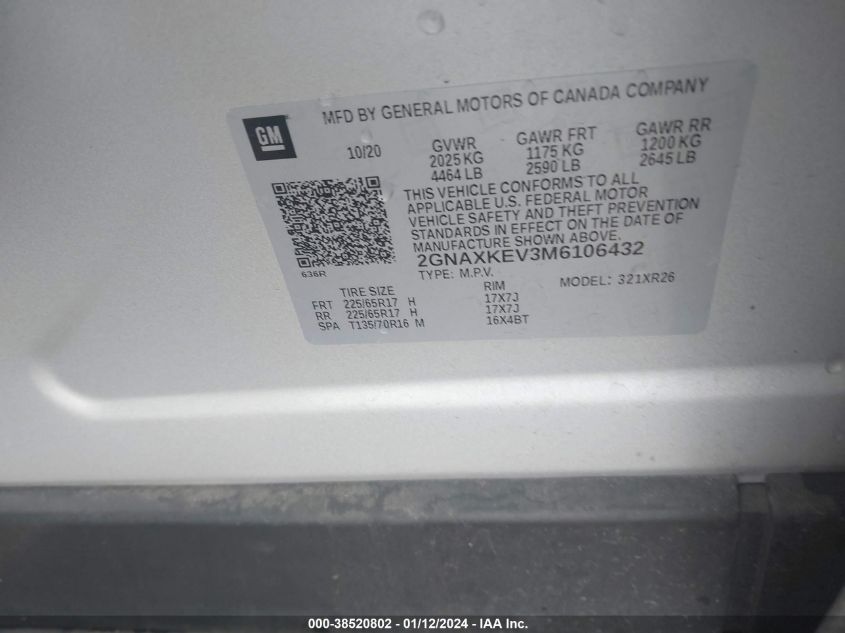 MFD BY GENERAL MOTORS OF CANADA COMPANY
GM
10/20 GVWR GAWR FRT GAWR RR
2025 KG 1175 KG 1200 KG
4464 LB 2590 LB 2645 LB
THIS VEHICLE CONFORMS TO ALL
APPLICABLE U.S. FEDERAL MOTOR
VEHICLE SAFETY AND THEFT PREVENTION
STANDARDS IN EFFECT ON THE DATE OF
MANUFACTURE SHOWN ABOVE.
2GNAXKEV3M6106432
636R
TYPE: M.P.V. MODEL: 321XR26
TIRE SIZE RIM
FRT 225/65R17 H 17X7J
RR 225/65R17 H 17X7J
SPA T135/70R16 M 16X4BT
000-38520802 - 01/12/2024 - IAA Inc.